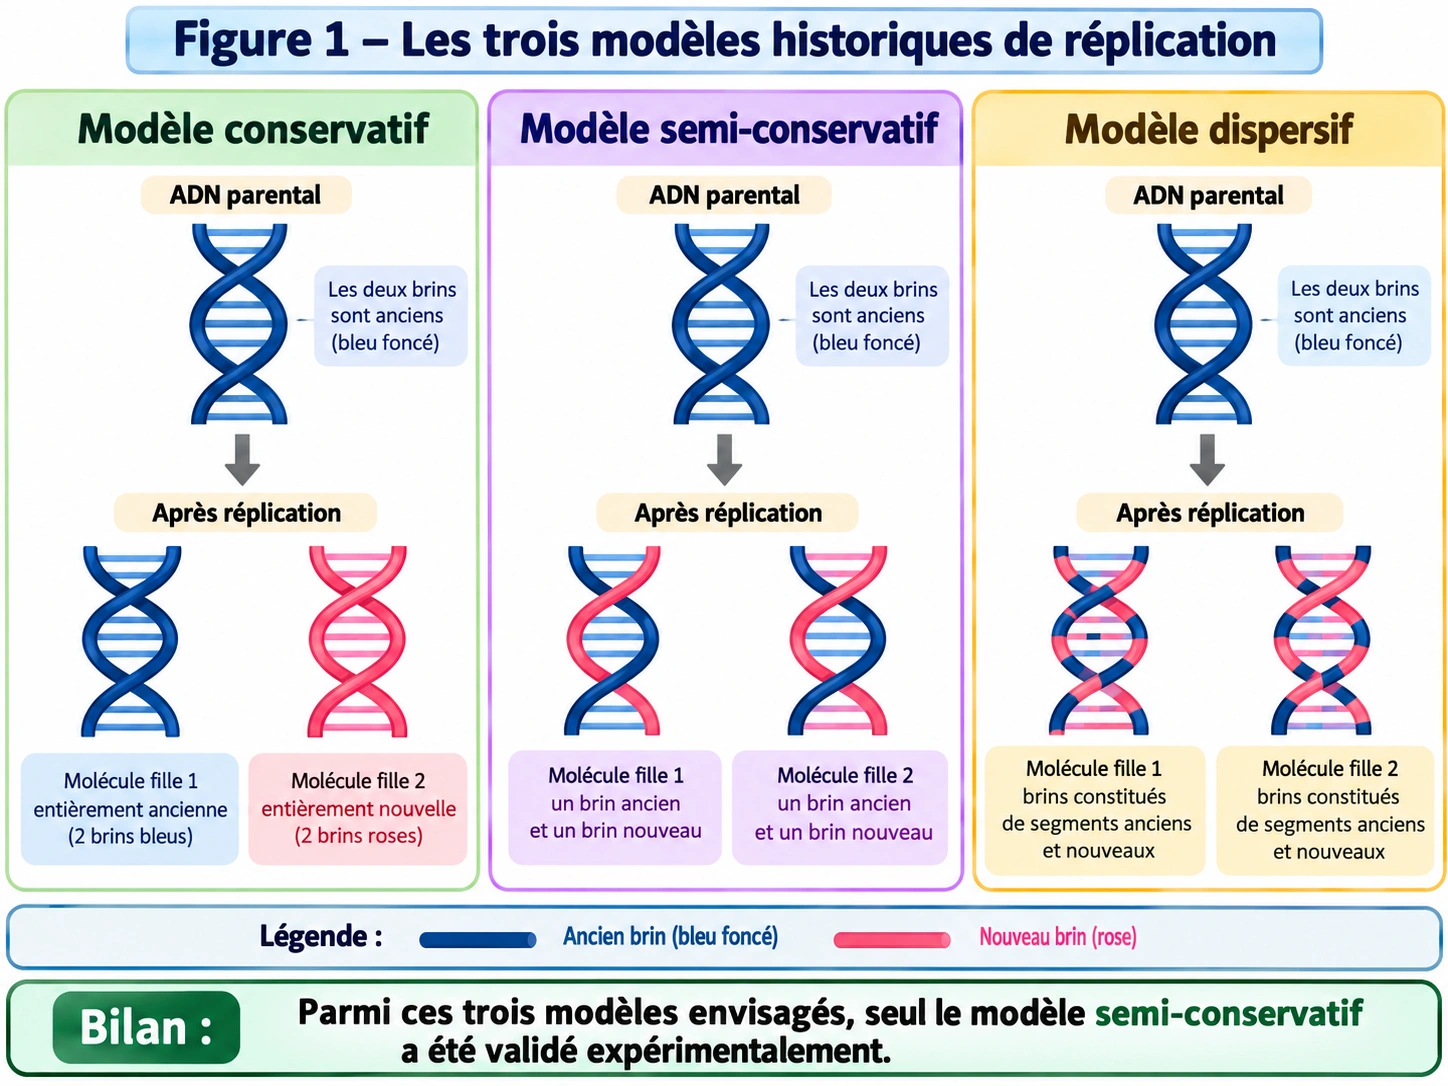 Figure 1 – Les trois modèles historiques de réplication
Modèle conservatif
ADN parental
Les deux brins
sont anciens
(bleu foncé)
Après réplication
Molécule fille 1
entièrement ancienne
(2 brins bleus)
Molécule fille 2
entièrement nouvelle
(2 brins roses)
Modèle semi-conservatif
ADN parental
Les deux brins
sont anciens
(bleu foncé)
Après réplication
Molécule fille 1
un brin ancien
et un brin nouveau
Molécule fille 2
un brin ancien
et un brin nouveau
Modèle dispersif
ADN parental
Les deux brins
sont anciens
(bleu foncé)
Après réplication
Molécule fille 1
brins constitués
de segments anciens
et nouveaux
Molécule fille 2
brins constitués
de segments anciens
et nouveaux
Légende :
Ancien brin (bleu foncé)
Nouveau brin (rose)
Bilan :
Parmi ces trois modèles envisagés, seul le modèle semi-conservatif
a été validé expérimentalement.